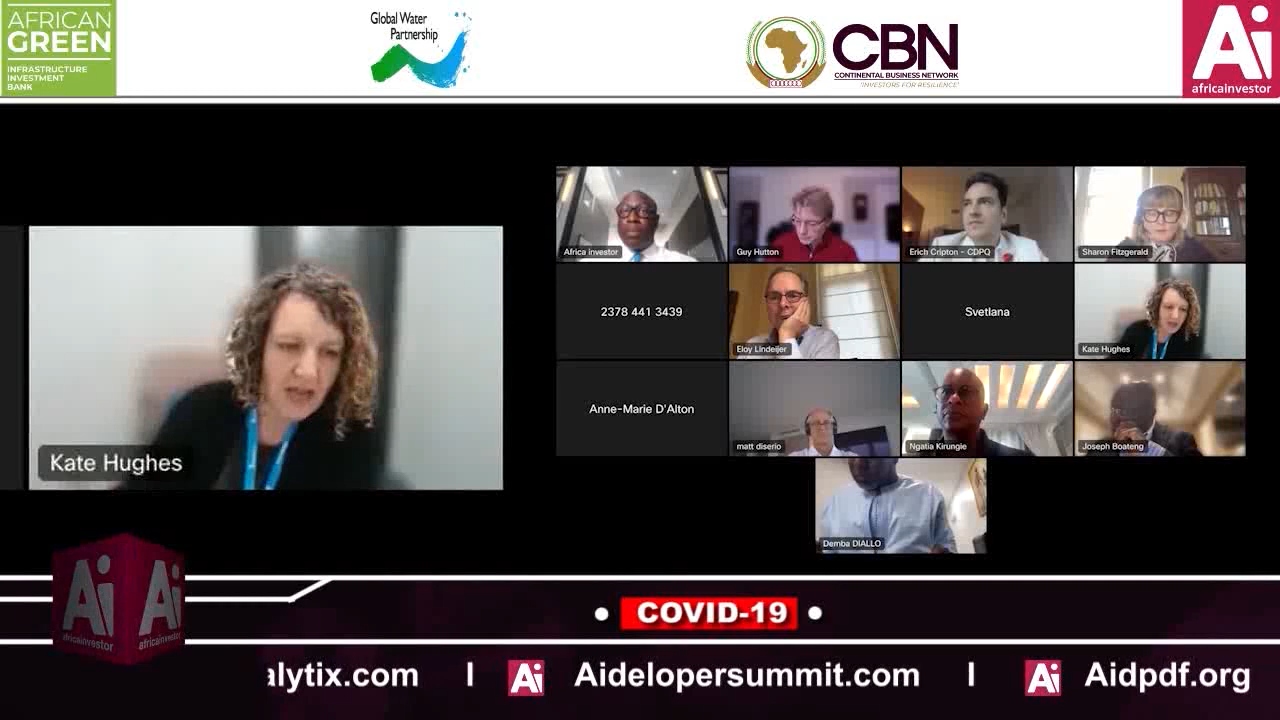 AFRICAN
GREEN
INFRASTRUCTURE
INVESTMENT
BANK
Global Water
Partnership
CBN
CONTINENTAL BUSINESS NETWORK
'INVESTORS FOR RESILIENCE'
Ai
africainvestor
Kate Hughes
Africa investor
Guy Hutton
Erich Cripton - CDPQ
Sharon Fitzgerald
2378 441 3439
Eloy Lindeijer
Svetlana
Kate Hughes
Anne-Marie D'Alton
matt diserio
Ngatia Kirungie
Joseph Boateng
Demba DIALLO
Ai
africainvestor
Ai
africainvestor
• COVID-19 •
alytix.com | Ai Aidelopersummit.com | Ai Aidpdf.org